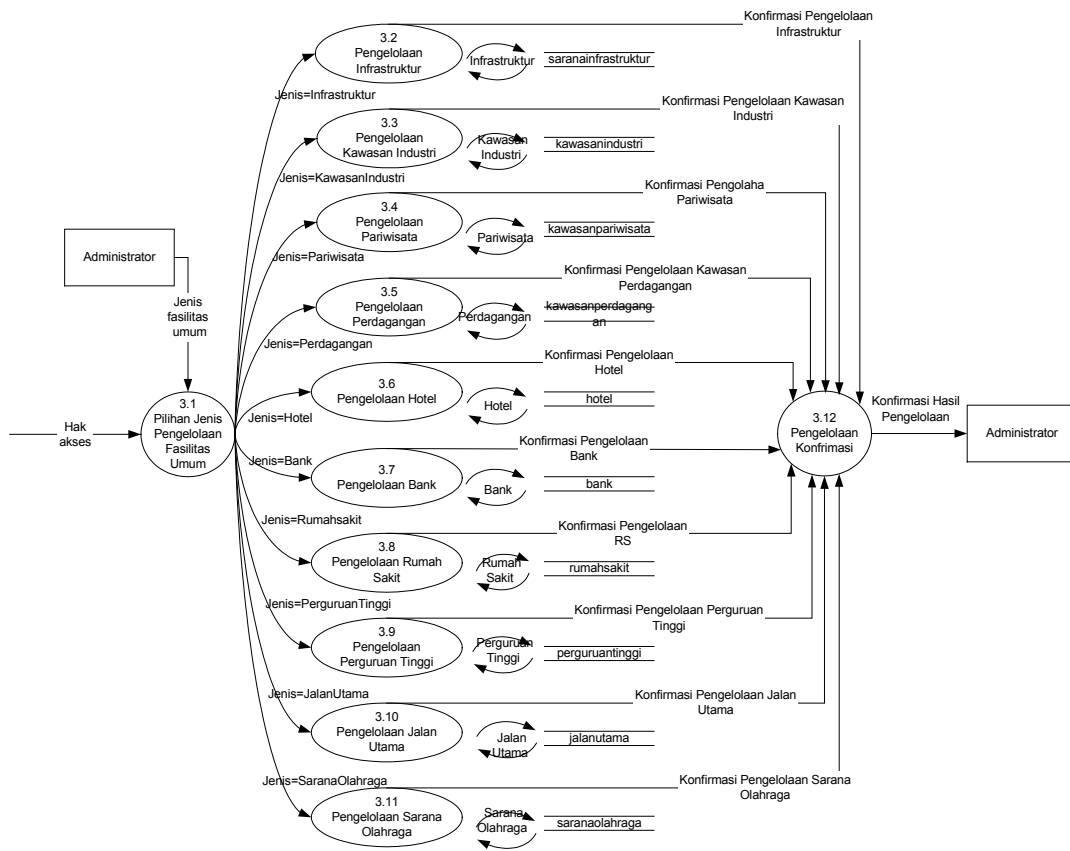 Konfirmasi Pengelolaan
Infrastruktur
3.2
Pengelolaan
Infrastruktur
Infrastruktur
saranainfrastruktur
Jenis=Infrastruktur
Konfirmasi Pengelolaan Kawasan
Industri
3.3
Pengelolaan
Kawasan Industri
Kawasan
Industri
kawasanindustri
Jenis=KawasanIndustri
Konfirmasi Pengolaha
Pariwisata
3.4
Pengelolaan
Pariwisata
Pariwisata
kawasanpariwisata
Jenis=Pariwisata
Administrator
Jenis
fasilitas
umum
Konfirmasi Pengelolaan Kawasan
Perdagangan
3.5
Pengelolaan
Perdagangan
Perdagangan
kawasanperdagang
an
Jenis=Perdagangan
Konfirmasi Pengelolaan
Hotel
3.6
Pengelolaan Hotel
Hotel
hotel
Jenis=Hotel
Hak
akses
3.1
Pilihan Jenis
Pengelolaan
Fasilitas
Umum
3.12
Pengelolaan
Konfrimasi
Konfirmasi Hasil
Pengelolaan
Administrator
Konfirmasi Pengelolaan
Bank
Jenis=Bank
3.7
Pengelolaan Bank
Bank
bank
Jenis=Rumahsakit
Konfirmasi Pengelolaan
RS
3.8
Pengelolaan Rumah
Sakit
Rumah
Sakit
rumahsakit
Jenis=PerguruanTinggi
Konfirmasi Pengelolaan Perguruan
Tinggi
3.9
Pengelolaan
Perguruan Tinggi
Perguruan
Tinggi
perguruantinggi
Jenis=JalanUtama
Konfirmasi Pengelolaan Jalan
Utama
3.10
Pengelolaan Jalan
Utama
Jalan
Utama
jalanutama
Jenis=SaranaOlahraga
Konfirmasi Pengelolaan Sarana
Olahraga
3.11
Pengelolaan Sarana
Olahraga
Sarana
Olahraga
saranaolahraga